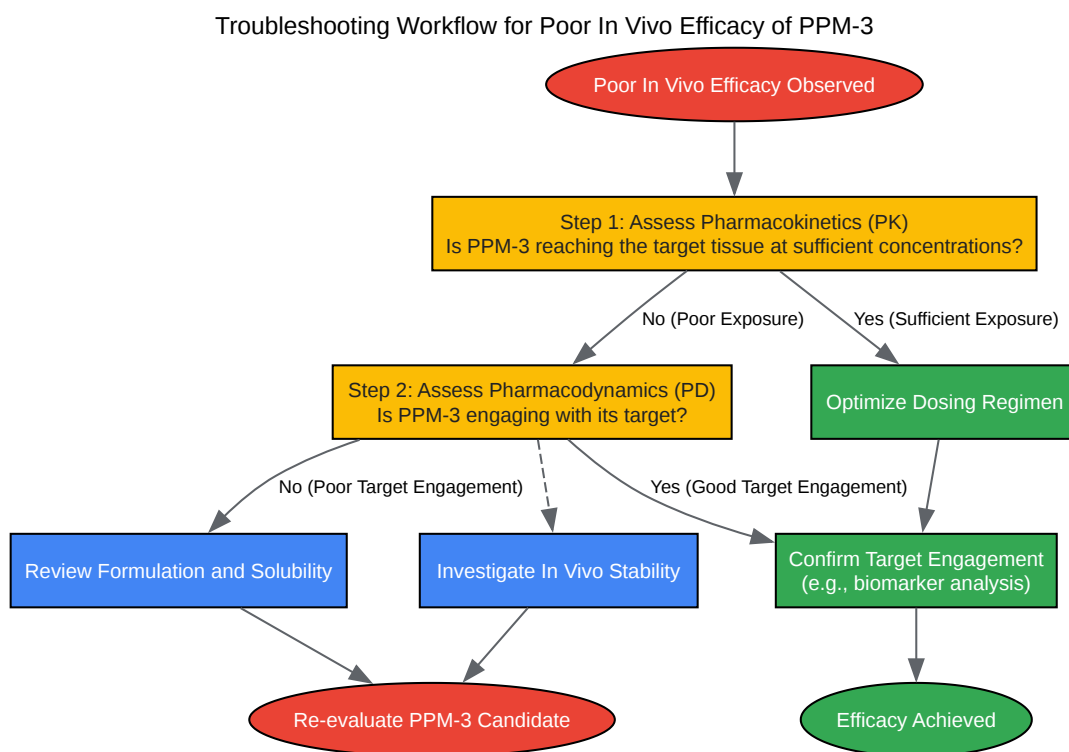 Troubleshooting Workflow for Poor In Vivo Efficacy of PPM-3
Poor In Vivo Efficacy Observed
Step 1: Assess Pharmacokinetics (PK)
Is PPM-3 reaching the target tissue at sufficient concentrations?
No (Poor Exposure)
Yes (Sufficient Exposure)
Step 2: Assess Pharmacodynamics (PD)
Is PPM-3 engaging with its target?
Optimize Dosing Regimen
No (Poor Target Engagement)
Yes (Good Target Engagement)
Review Formulation and Solubility
Investigate In Vivo Stability
Confirm Target Engagement
(e.g., biomarker analysis)
Re-evaluate PPM-3 Candidate
Efficacy Achieved